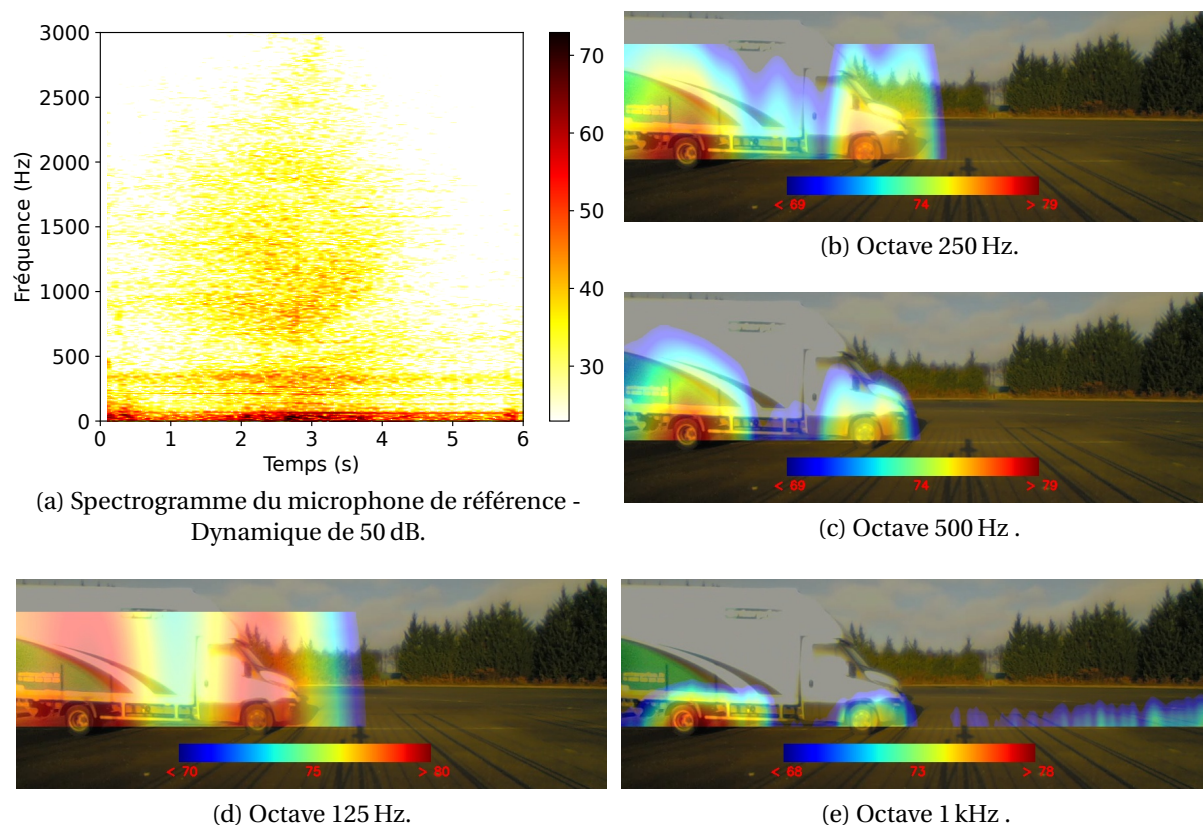 3000
2500
2000
1500
1000
500
0
Fréquence (Hz)
0 1 2 3 4 5 6
Temps (s)
70
60
50
40
30
(a) Spectrogramme du microphone de référence -
Dynamique de 50 dB.
< 69 74 > 79
(b) Octave 250 Hz.
< 69 74 > 79
(c) Octave 500 Hz .
< 70 75 > 80
(d) Octave 125 Hz.
< 68 73 > 78
(e) Octave 1 kHz .